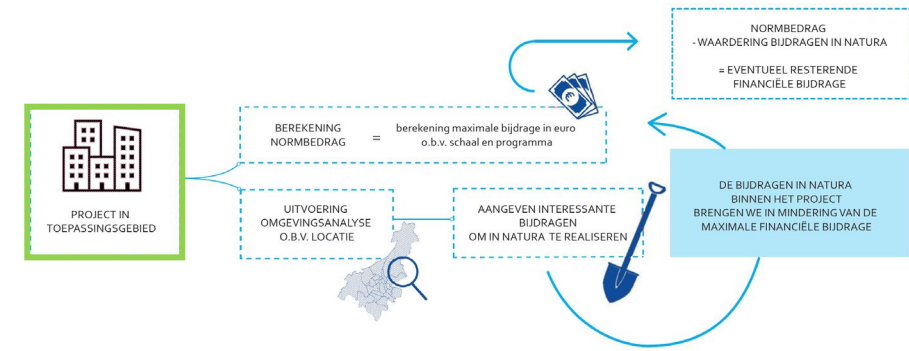 PROJECT IN
TOEPASSINGSGEBIED
BEREKENING
NORMBEDRAG
=
berekening maximale bijdrage in euro
o.b.v. schaal en programma
UITVOERING
OMGEVINGSANALYSE
O.B.V. LOCATIE
AANGEVEN INTERESSANTE
BIJDRAGEN
OM IN NATURA TE REALISEREN
DE BIJDRAGEN IN NATURA
BINNEN HET PROJECT
BRENGEN WE IN MINDERING VAN DE
MAXIMALE FINANCIËLE BIJDRAGE
NORMBEDRAG
- WAARDERING BIJDRAGEN IN NATURA
= EVENTUEEL RESTERENDE
FINANCIËLE BIJDRAGE
€